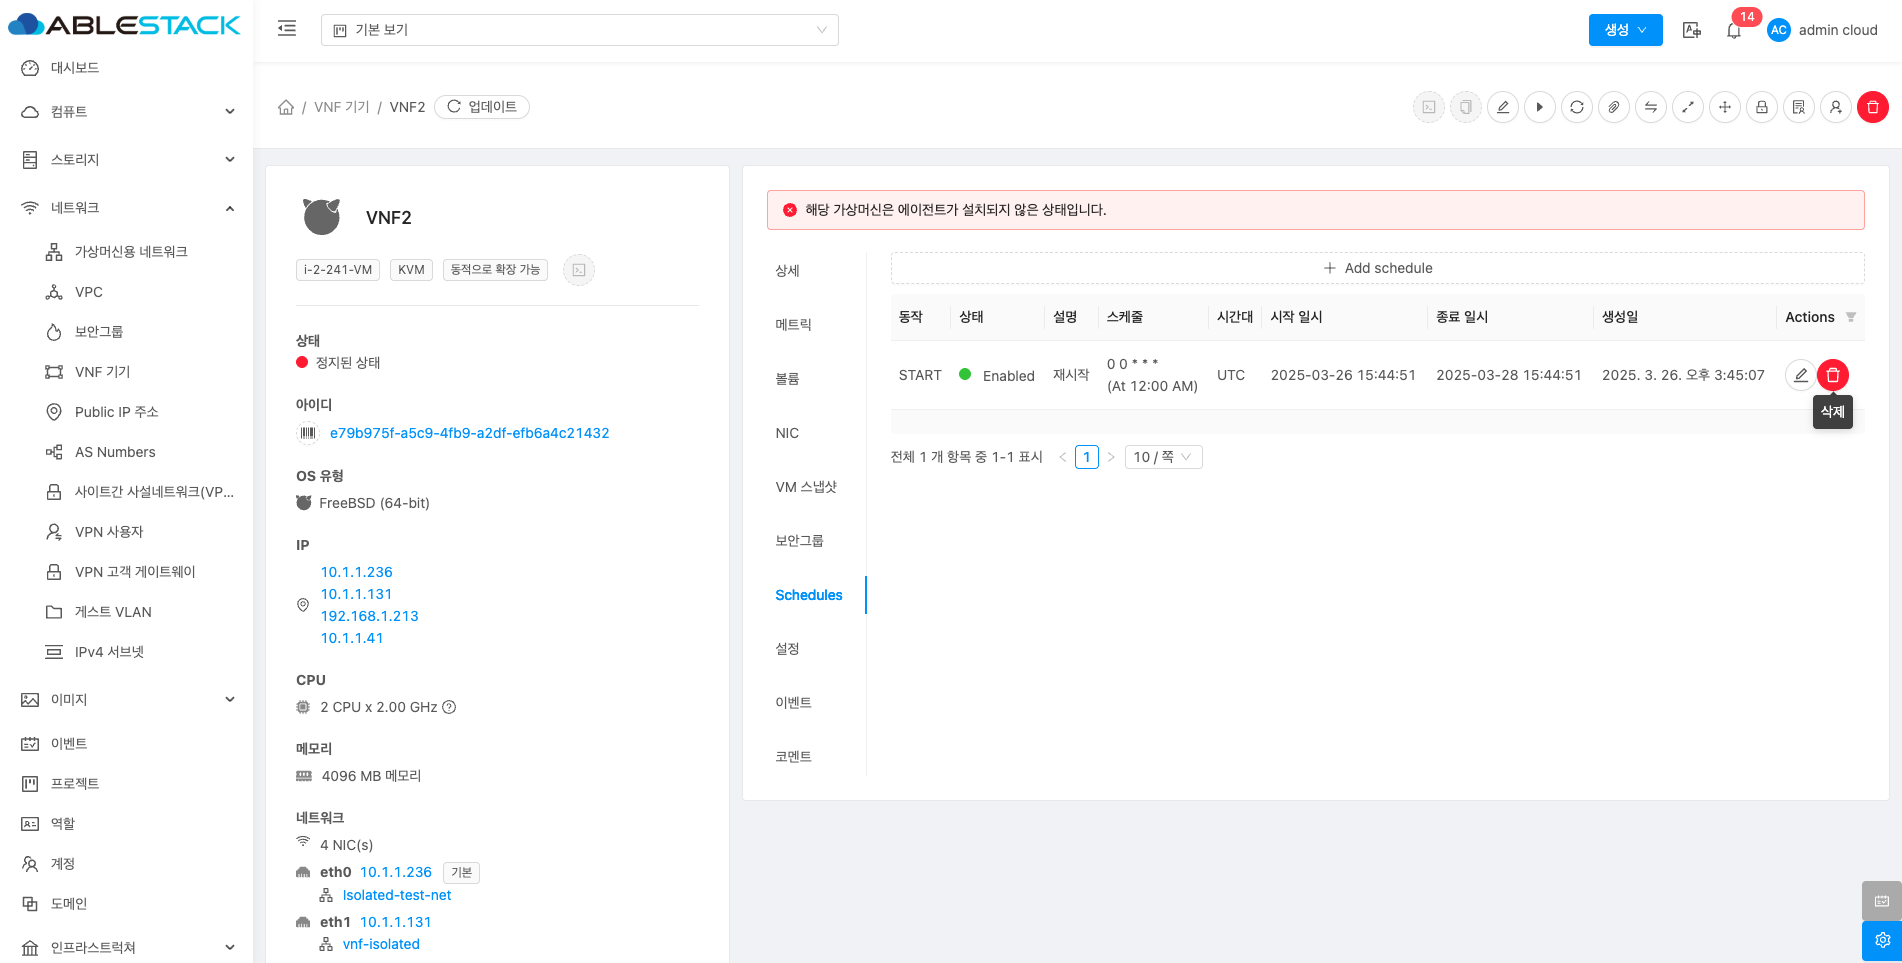 ABLESTACK
기본 보기
생성
14
AC
admin cloud
대시보드
컴퓨트
스토리지
네트워크
가상머신용 네트워크
VPC
보안그룹
VNF 기기
Public IP 주소
AS Numbers
사이트간 사설네트워크(VP...
VPN 사용자
VPN 고객 게이트웨이
게스트 VLAN
IPv4 서브넷
이미지
이벤트
프로젝트
역할
계정
도메인
인프라스트럭쳐
/ VNF 기기 / VNF2 업데이트
VNF2
i-2-241-VM KVM 동적으로 확장 가능
상태
정지된 상태
아이디
e79b975f-a5c9-4fb9-a2df-efb6a4c21432
OS 유형
FreeBSD (64-bit)
IP
10.1.1.236
10.1.1.131
192.168.1.213
10.1.1.41
CPU
2 CPU x 2.00 GHz
메모리
4096 MB 메모리
네트워크
4 NIC(s)
eth0 10.1.1.236 기본
Isolated-test-net
eth1 10.1.1.131
vnf-isolated
해당 가상머신은 에이전트가 설치되지 않은 상태입니다.
상세
메트릭
볼륨
NIC
VM 스냅샷
보안그룹
Schedules
설정
이벤트
코멘트
Add schedule
동작 상태 설명 스케줄 시간대 시작 일시 종료 일시 생성일 Actions
START Enabled 재시작 0 0 * * * (At 12:00 AM) UTC 2025-03-26 15:44:51 2025-03-28 15:44:51 2025. 3. 26. 오후 3:45:07
삭제
전체 1 개 항목 중 1-1 표시 < 1 > 10 / 쪽